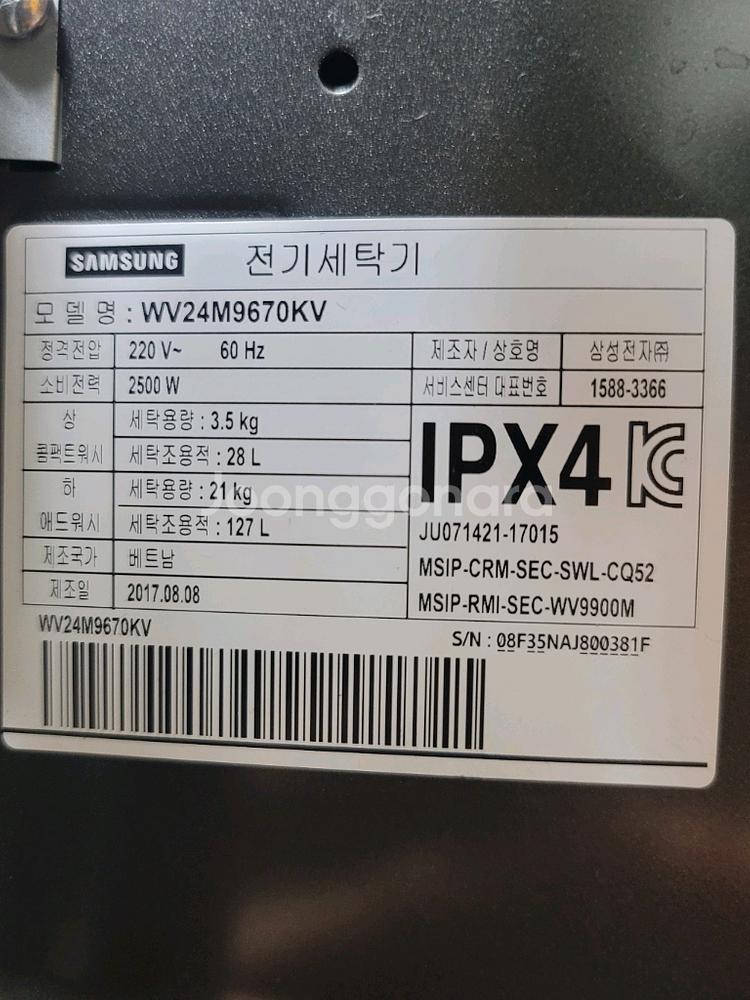 SAMSUNG 전기세탁기
모델명 : WV24M9670KV
정격전압 220 V~ 60 Hz
소비전력 2500 W
상
콤팩트워시
세탁용량 : 3.5 kg
세탁조용적 : 28 L
하
애드워시
세탁용량 : 21 kg
세탁조용적 : 127 L
제조국가 베트남
제조일 2017.08.08
제조자 / 상호명 삼성전자㈜
서비스센터 대표번호 1588-3366
IPX4 KC
JU071421-17015
MSIP-CRM-SEC-SWL-CQ52
MSIP-RMI-SEC-WV9900M
WV24M9670KV
S/N : 08F35NAJ800381F
Joonggonara